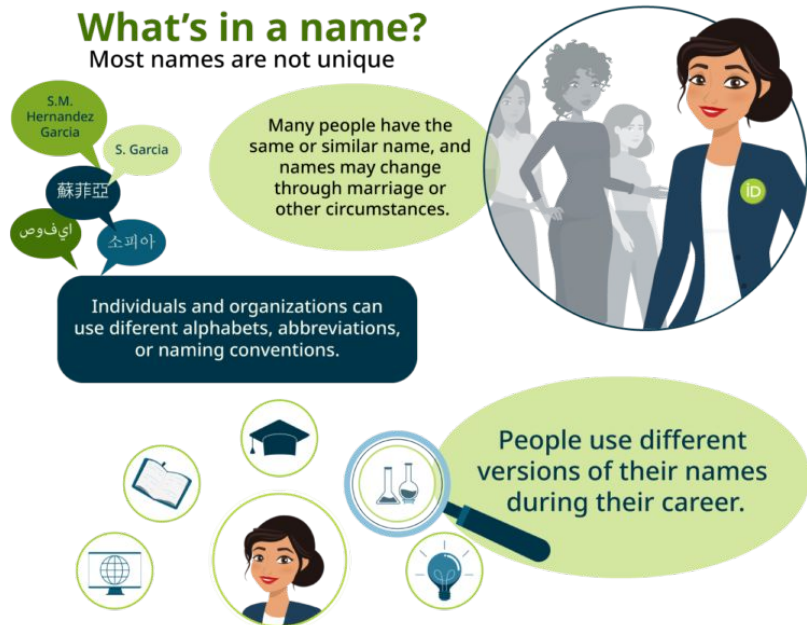 What's in a name?
Most names are not unique
S.M.
Hernandez
Garcia
S. Garcia
蘇菲亞
ايفوص
소피아
Many people have the
same or similar name, and
names may change
through marriage or
other circumstances.
iD
Individuals and organizations can
use diferent alphabets, abbreviations,
or naming conventions.
People use different
versions of their names
during their career.